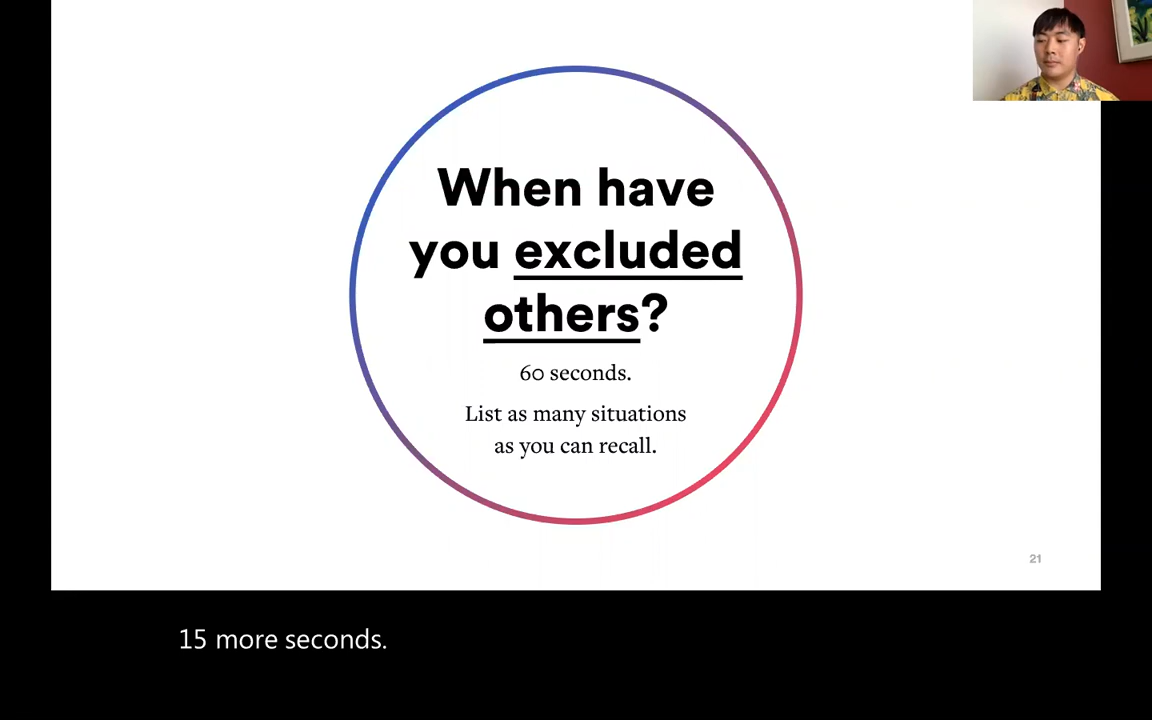 When have
you excluded
others?
60 seconds.
List as many situations
as you can recall.
21
15 more seconds.